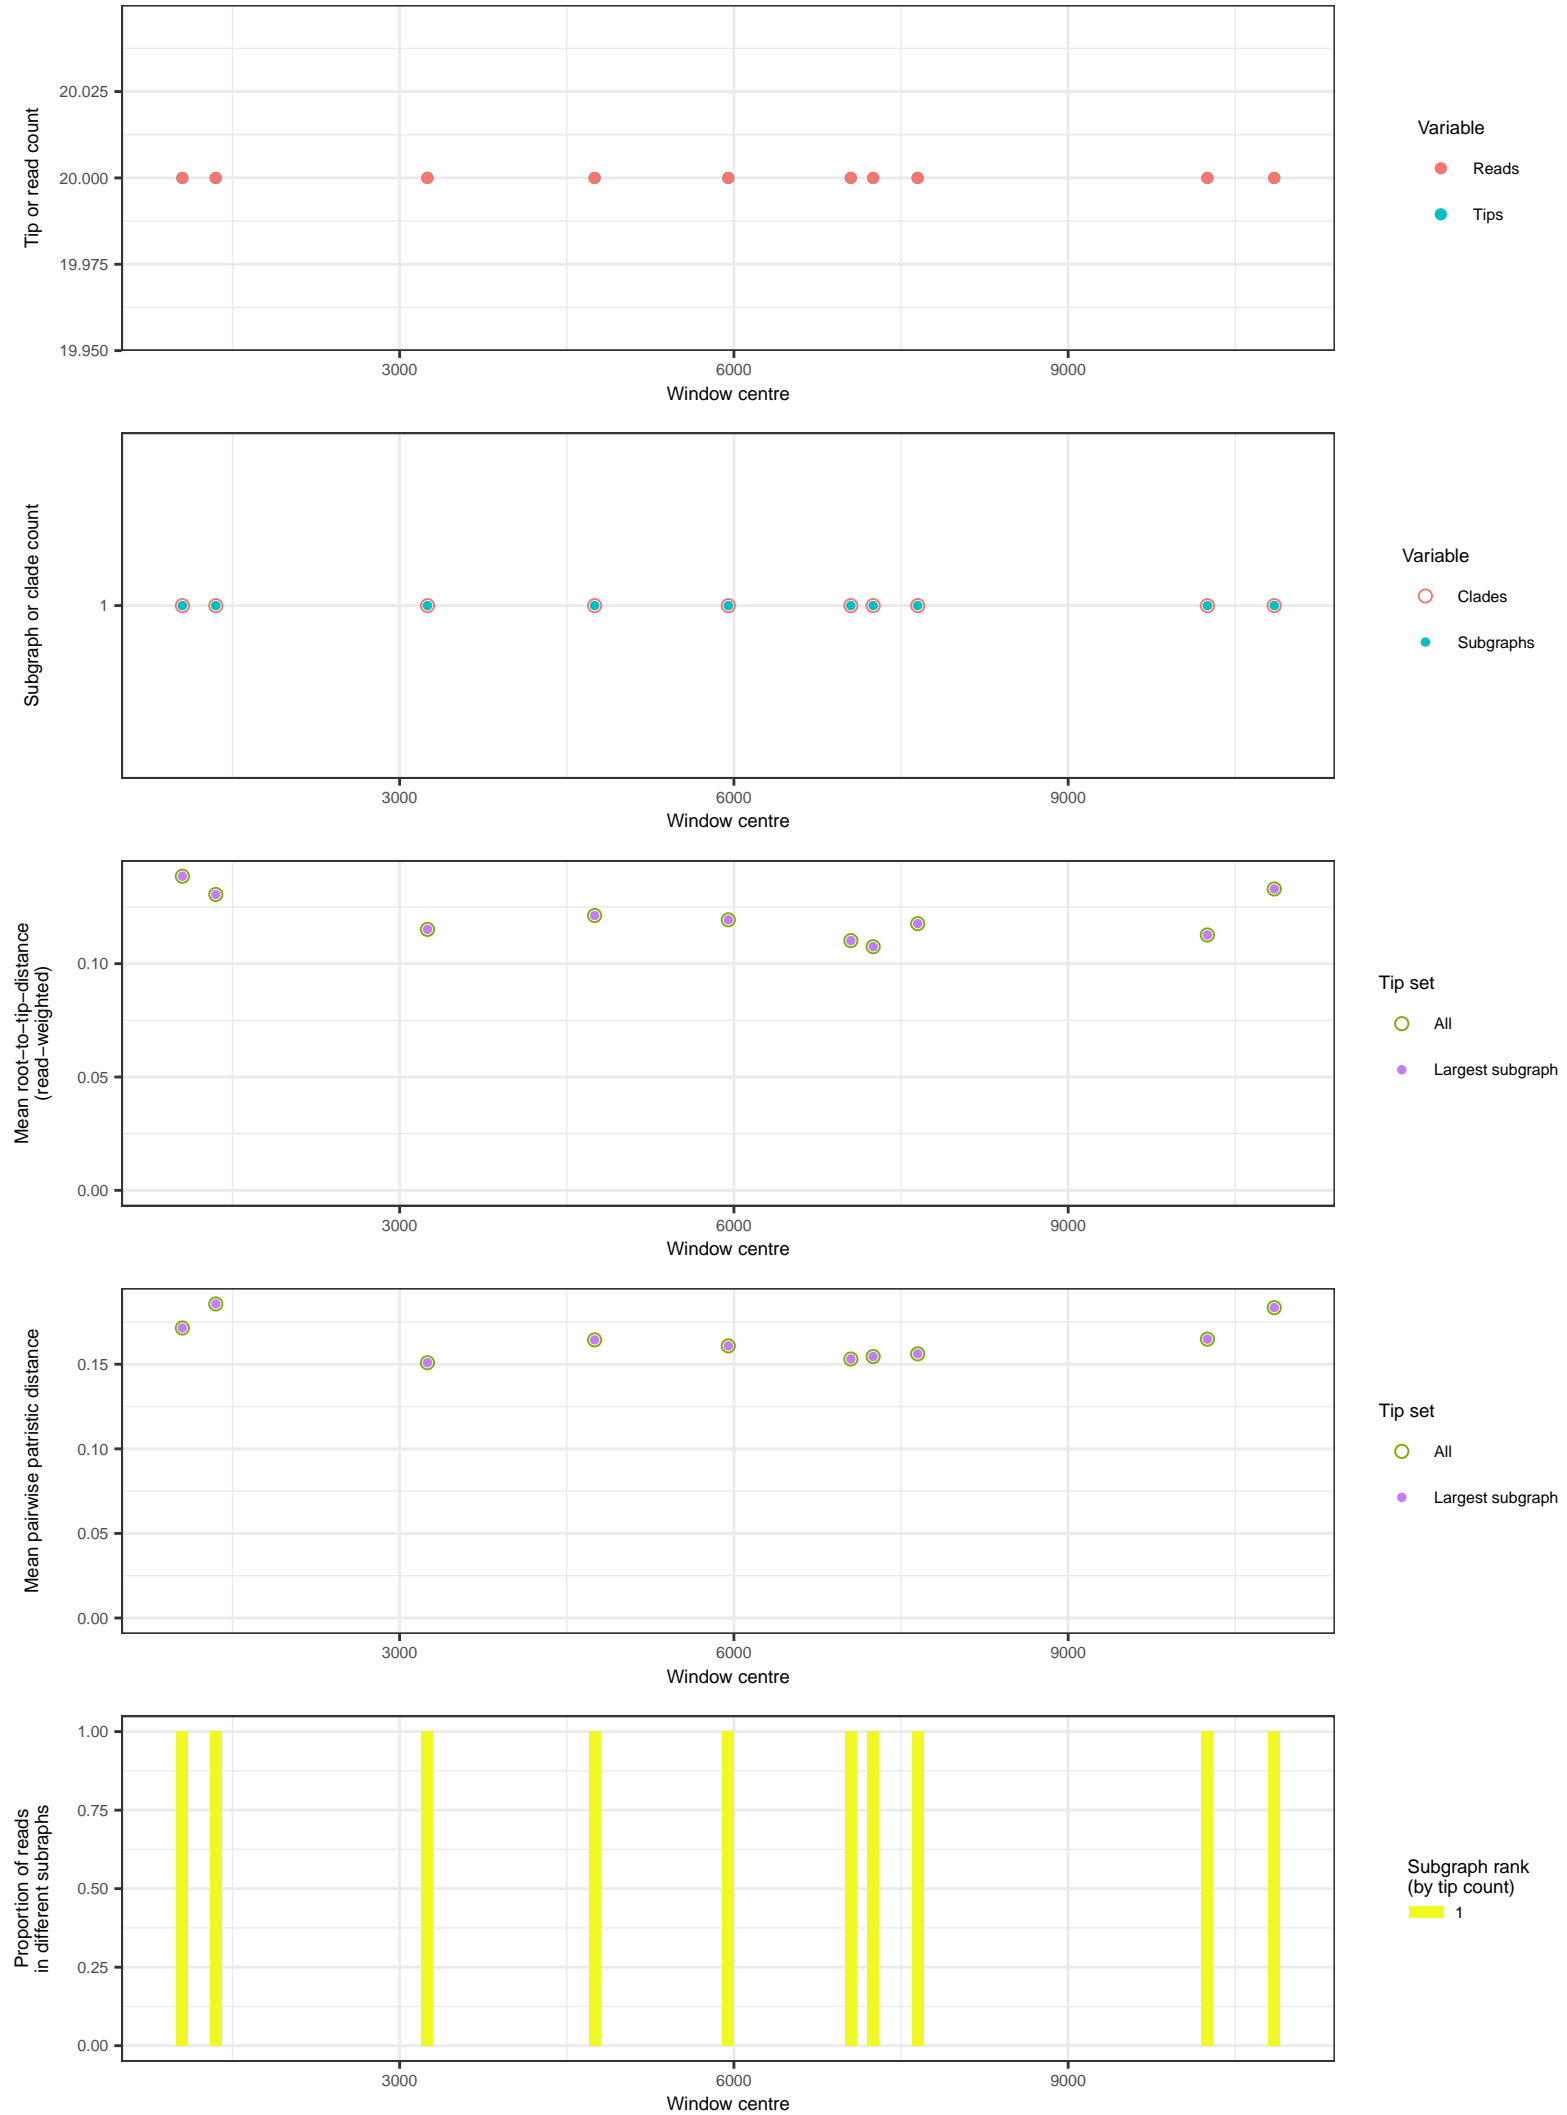 Tip or read count
20.025
20.000
19.975
19.950
3000
6000
9000
Window centre
Variable
Reads
Tips
Subgraph or clade count
1
3000
6000
9000
Window centre
Variable
Clades
Subgraphs
Mean root−to−tip−distance
(read−weighted)
0.10
0.05
0.00
3000
6000
9000
Window centre
Tip set
All
Largest subgraph
Mean pairwise patristic distance
0.15
0.10
0.05
0.00
3000
6000
9000
Window centre
Tip set
All
Largest subgraph
Proportion of reads
in different subraphs
1.00
0.75
0.50
0.25
0.00
3000
6000
9000
Window centre
Subgraph rank
(by tip count)
1